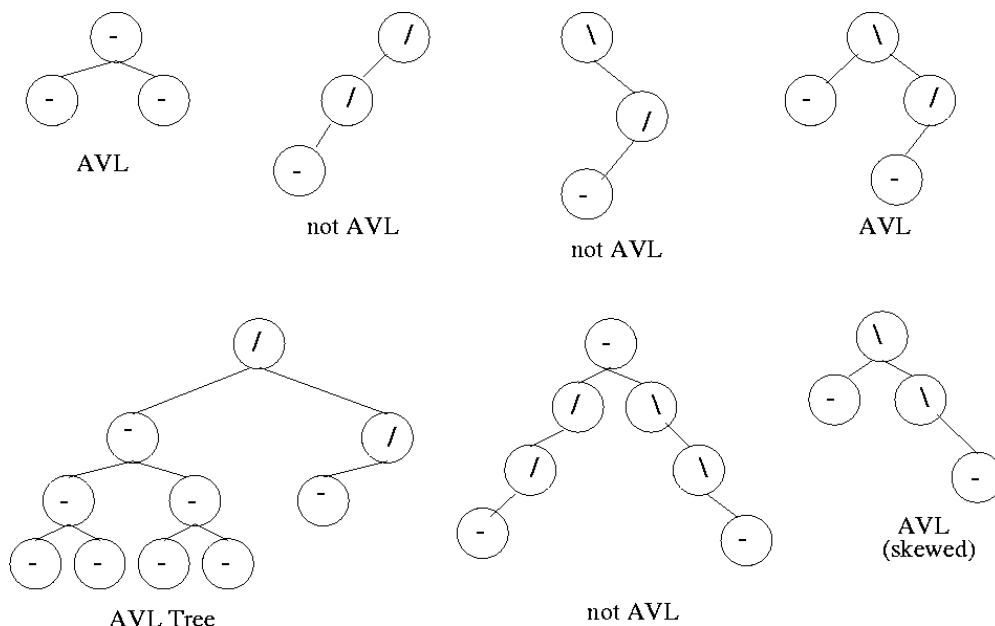 -
- -
AVL
/
/
-
not AVL
\
/
-
not AVL
\
- /
-
AVL
/
- /
- - -
- - - -
AVL Tree
-
/ \
/ \
- -
not AVL
\
- \
-
AVL
(skewed)